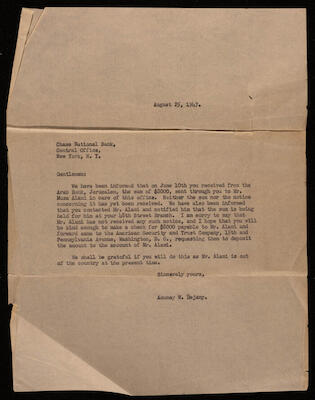 August 25, 1947.
Chase National Bank,
Central Office,
New York, N. Y.
Gentlemen:
We have been informed that on June 10th you received from the
Arab Bank, Jerusalem, the sum of $3000, sent through you to Mr.
Musa Alami in care of this office. Neither the sum nor the notice
concerning it has yet been received. We have also been informed
that you contacted Mr. Alami and notified him that the sum is being
held for him at your 46th Street Branch. I am sorry to say that
Mr. Alami has not received any such notice, and I hope that you will
be kind enough to make a check for $3000 payable to Mr. Alami and
forward same to the American Security and Trust Company, 15th and
Pennsylvania Avenue, Washington, D. C., requesting them to deposit
the amount to the account of Mr. Alami.
We shall be grateful if you will do this as Mr. Alami is out
of the country at the present time.
Sincerely yours,
W. Dajany.